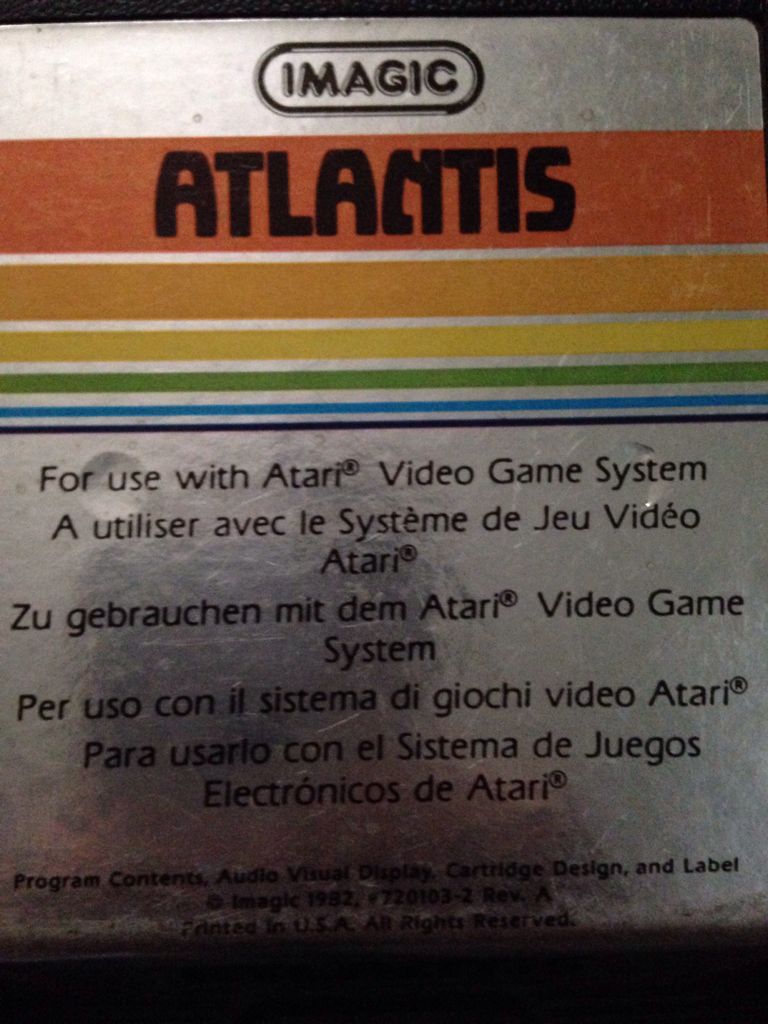 IMAGIC
ATLANTIS
For use with Atari® Video Game System
A utiliser avec le Système de Jeu Vidéo
Atari®
Zu gebrauchen mit dem Atari® Video Game
System
Per uso con il sistema di giochi video Atari®
Para usarlo con el Sistema de Juegos
Electrónicos de Atari®
Program Contents, Audio Visual Display, Cartridge Design, and Label
© Imagic 1982, #720103-2 Rev. A
Printed in U.S.A. All Rights Reserved.